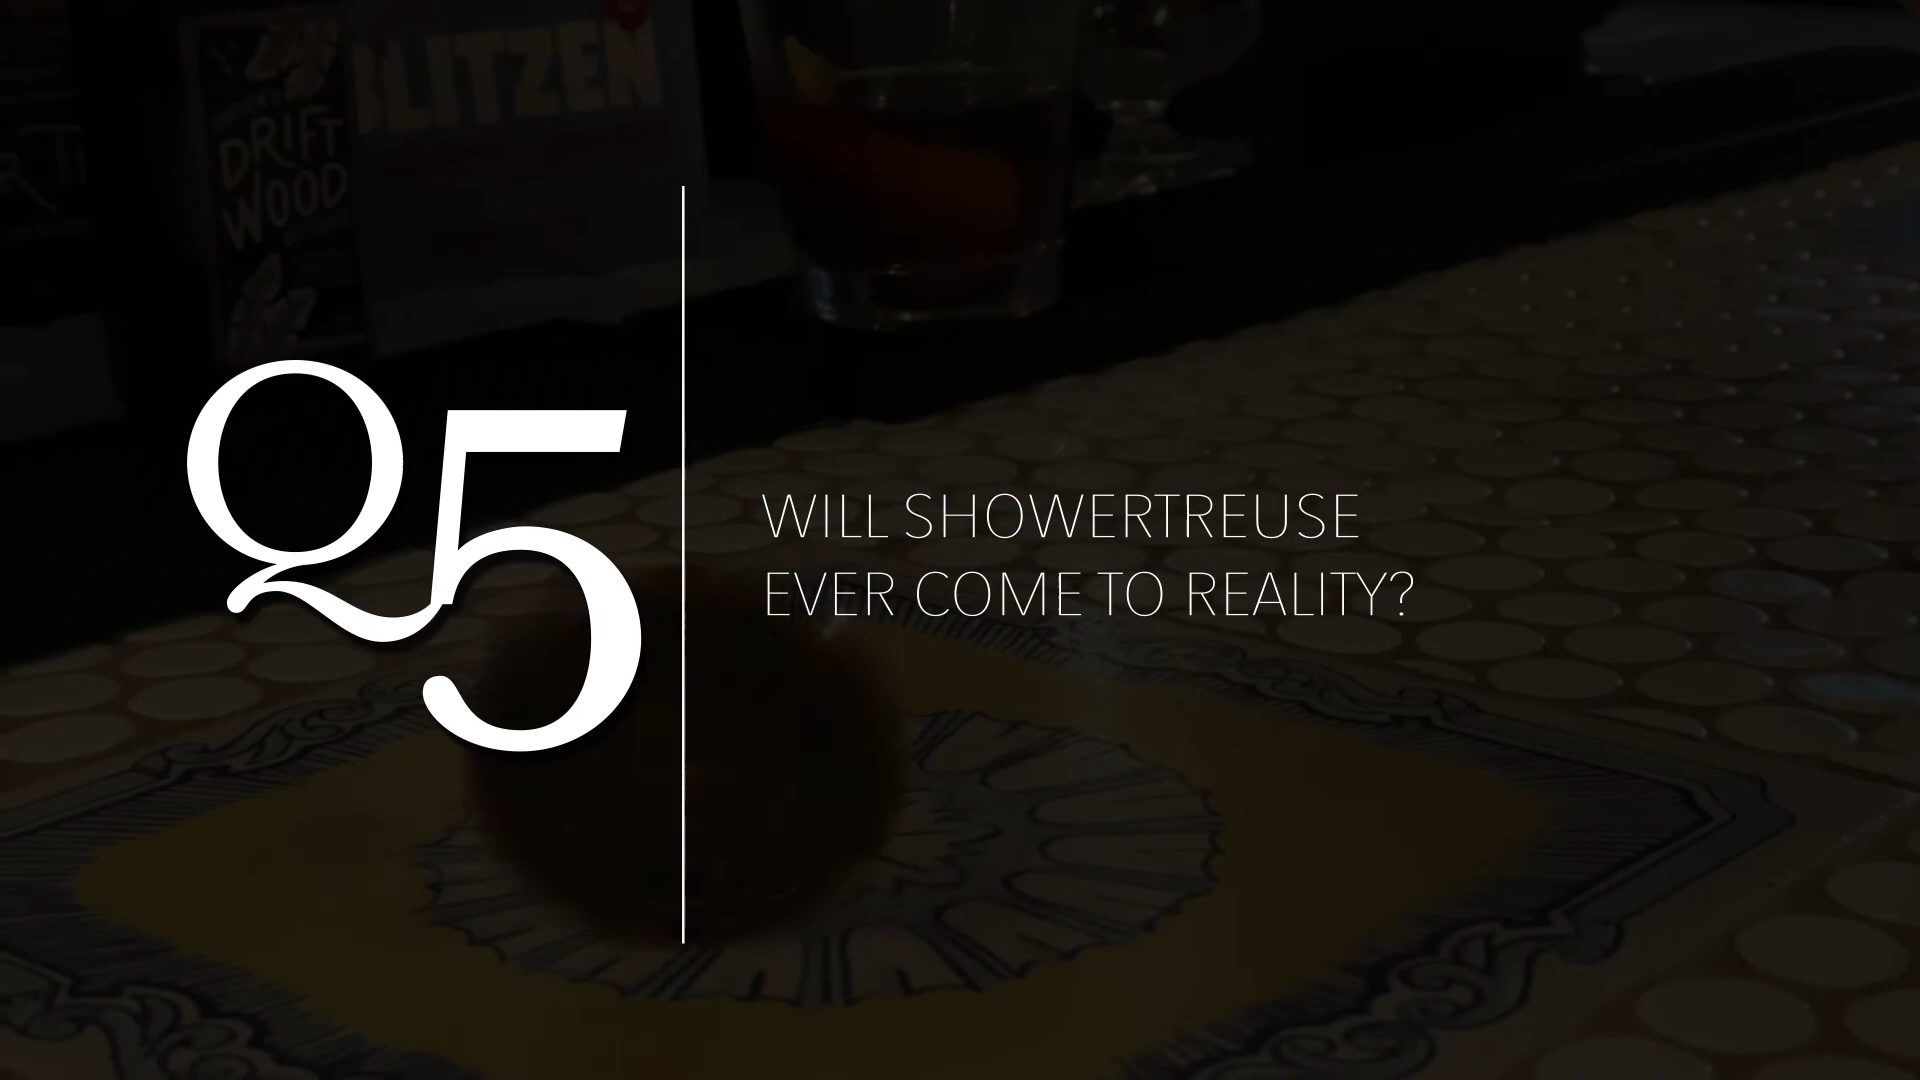 BLITZEN
DRIFT
WOOD
Q5
WILL SHOWERTREUSE
EVER COME TO REALITY?